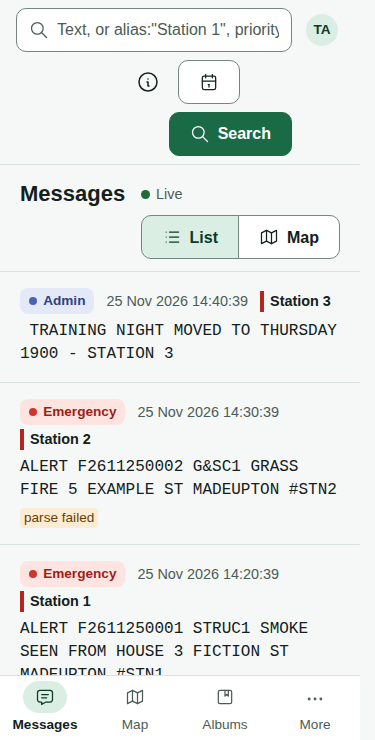 Text, or alias:"Station 1", priority
TA
Search
Messages
Live
List
Map
Admin 25 Nov 2026 14:40:39 Station 3
TRAINING NIGHT MOVED TO THURSDAY
1900 - STATION 3
Emergency 25 Nov 2026 14:30:39
Station 2
ALERT F2611250002 G&SC1 GRASS
FIRE 5 EXAMPLE ST MADEUPTON #STN2
parse failed
Emergency 25 Nov 2026 14:20:39
Station 1
ALERT F2611250001 STRUC1 SMOKE
SEEN FROM HOUSE 3 FICTION ST
MADEUPTON #STN1
Messages
Map
Albums
More